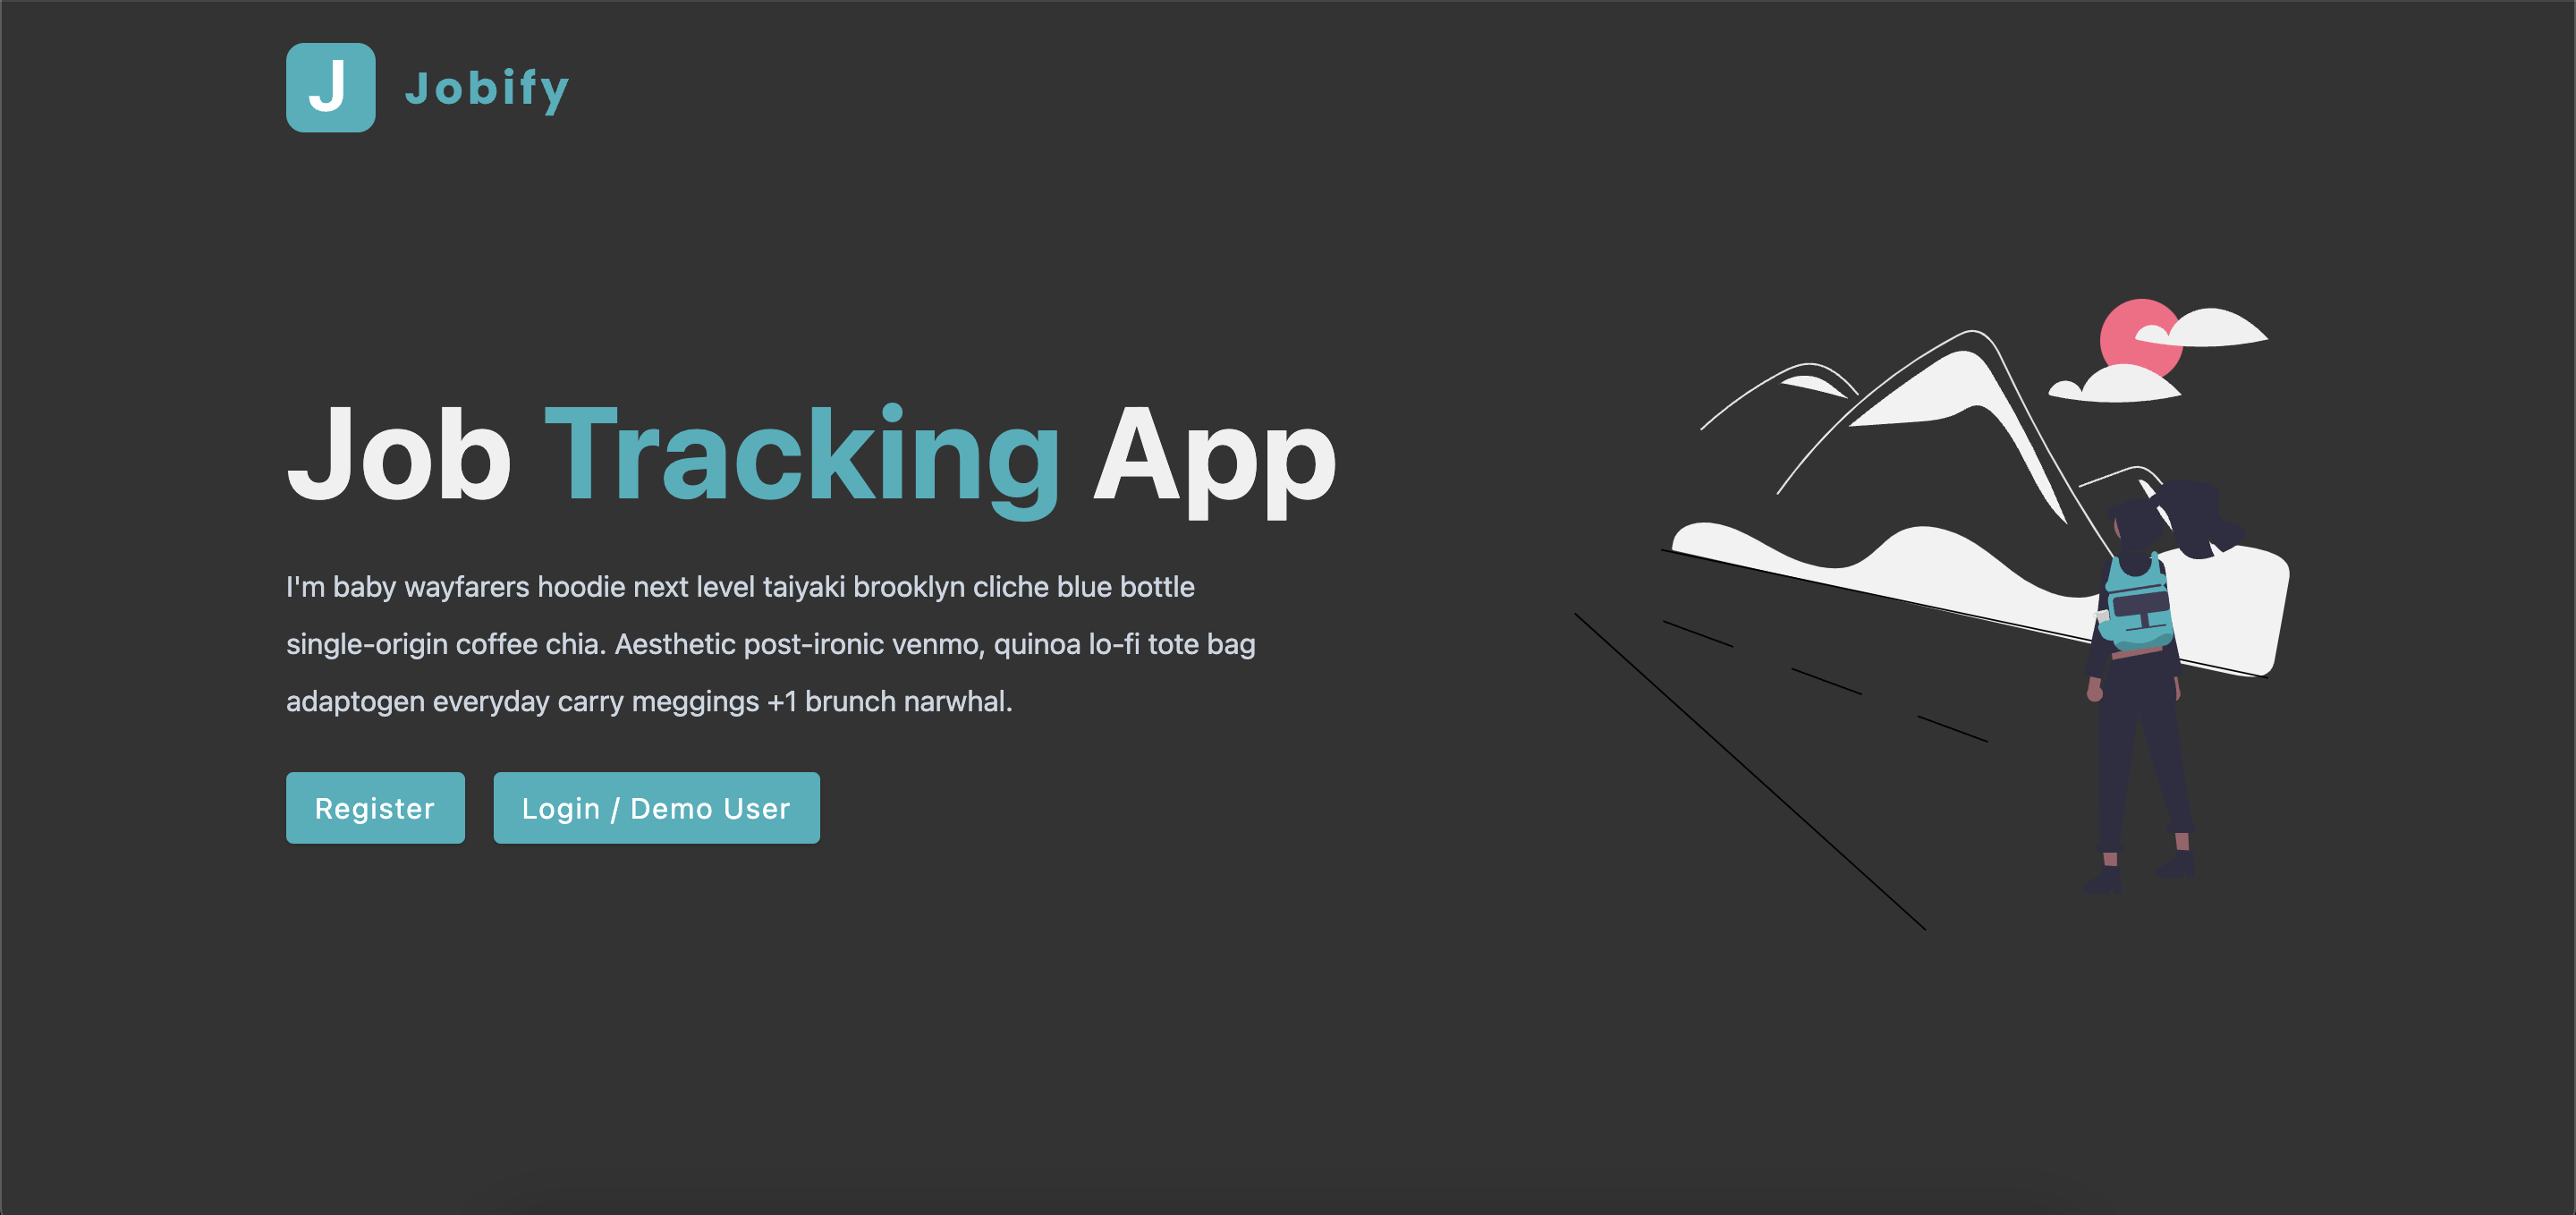 J
Jobify
Job Tracking App
I'm baby wayfarers hoodie next level taiyaki brooklyn cliche blue bottle
single-origin coffee chia. Aesthetic post-ironic venmo, quinoa lo-fi tote bag
adaptogen everyday carry meggings +1 brunch narwhal.
Register
Login / Demo User